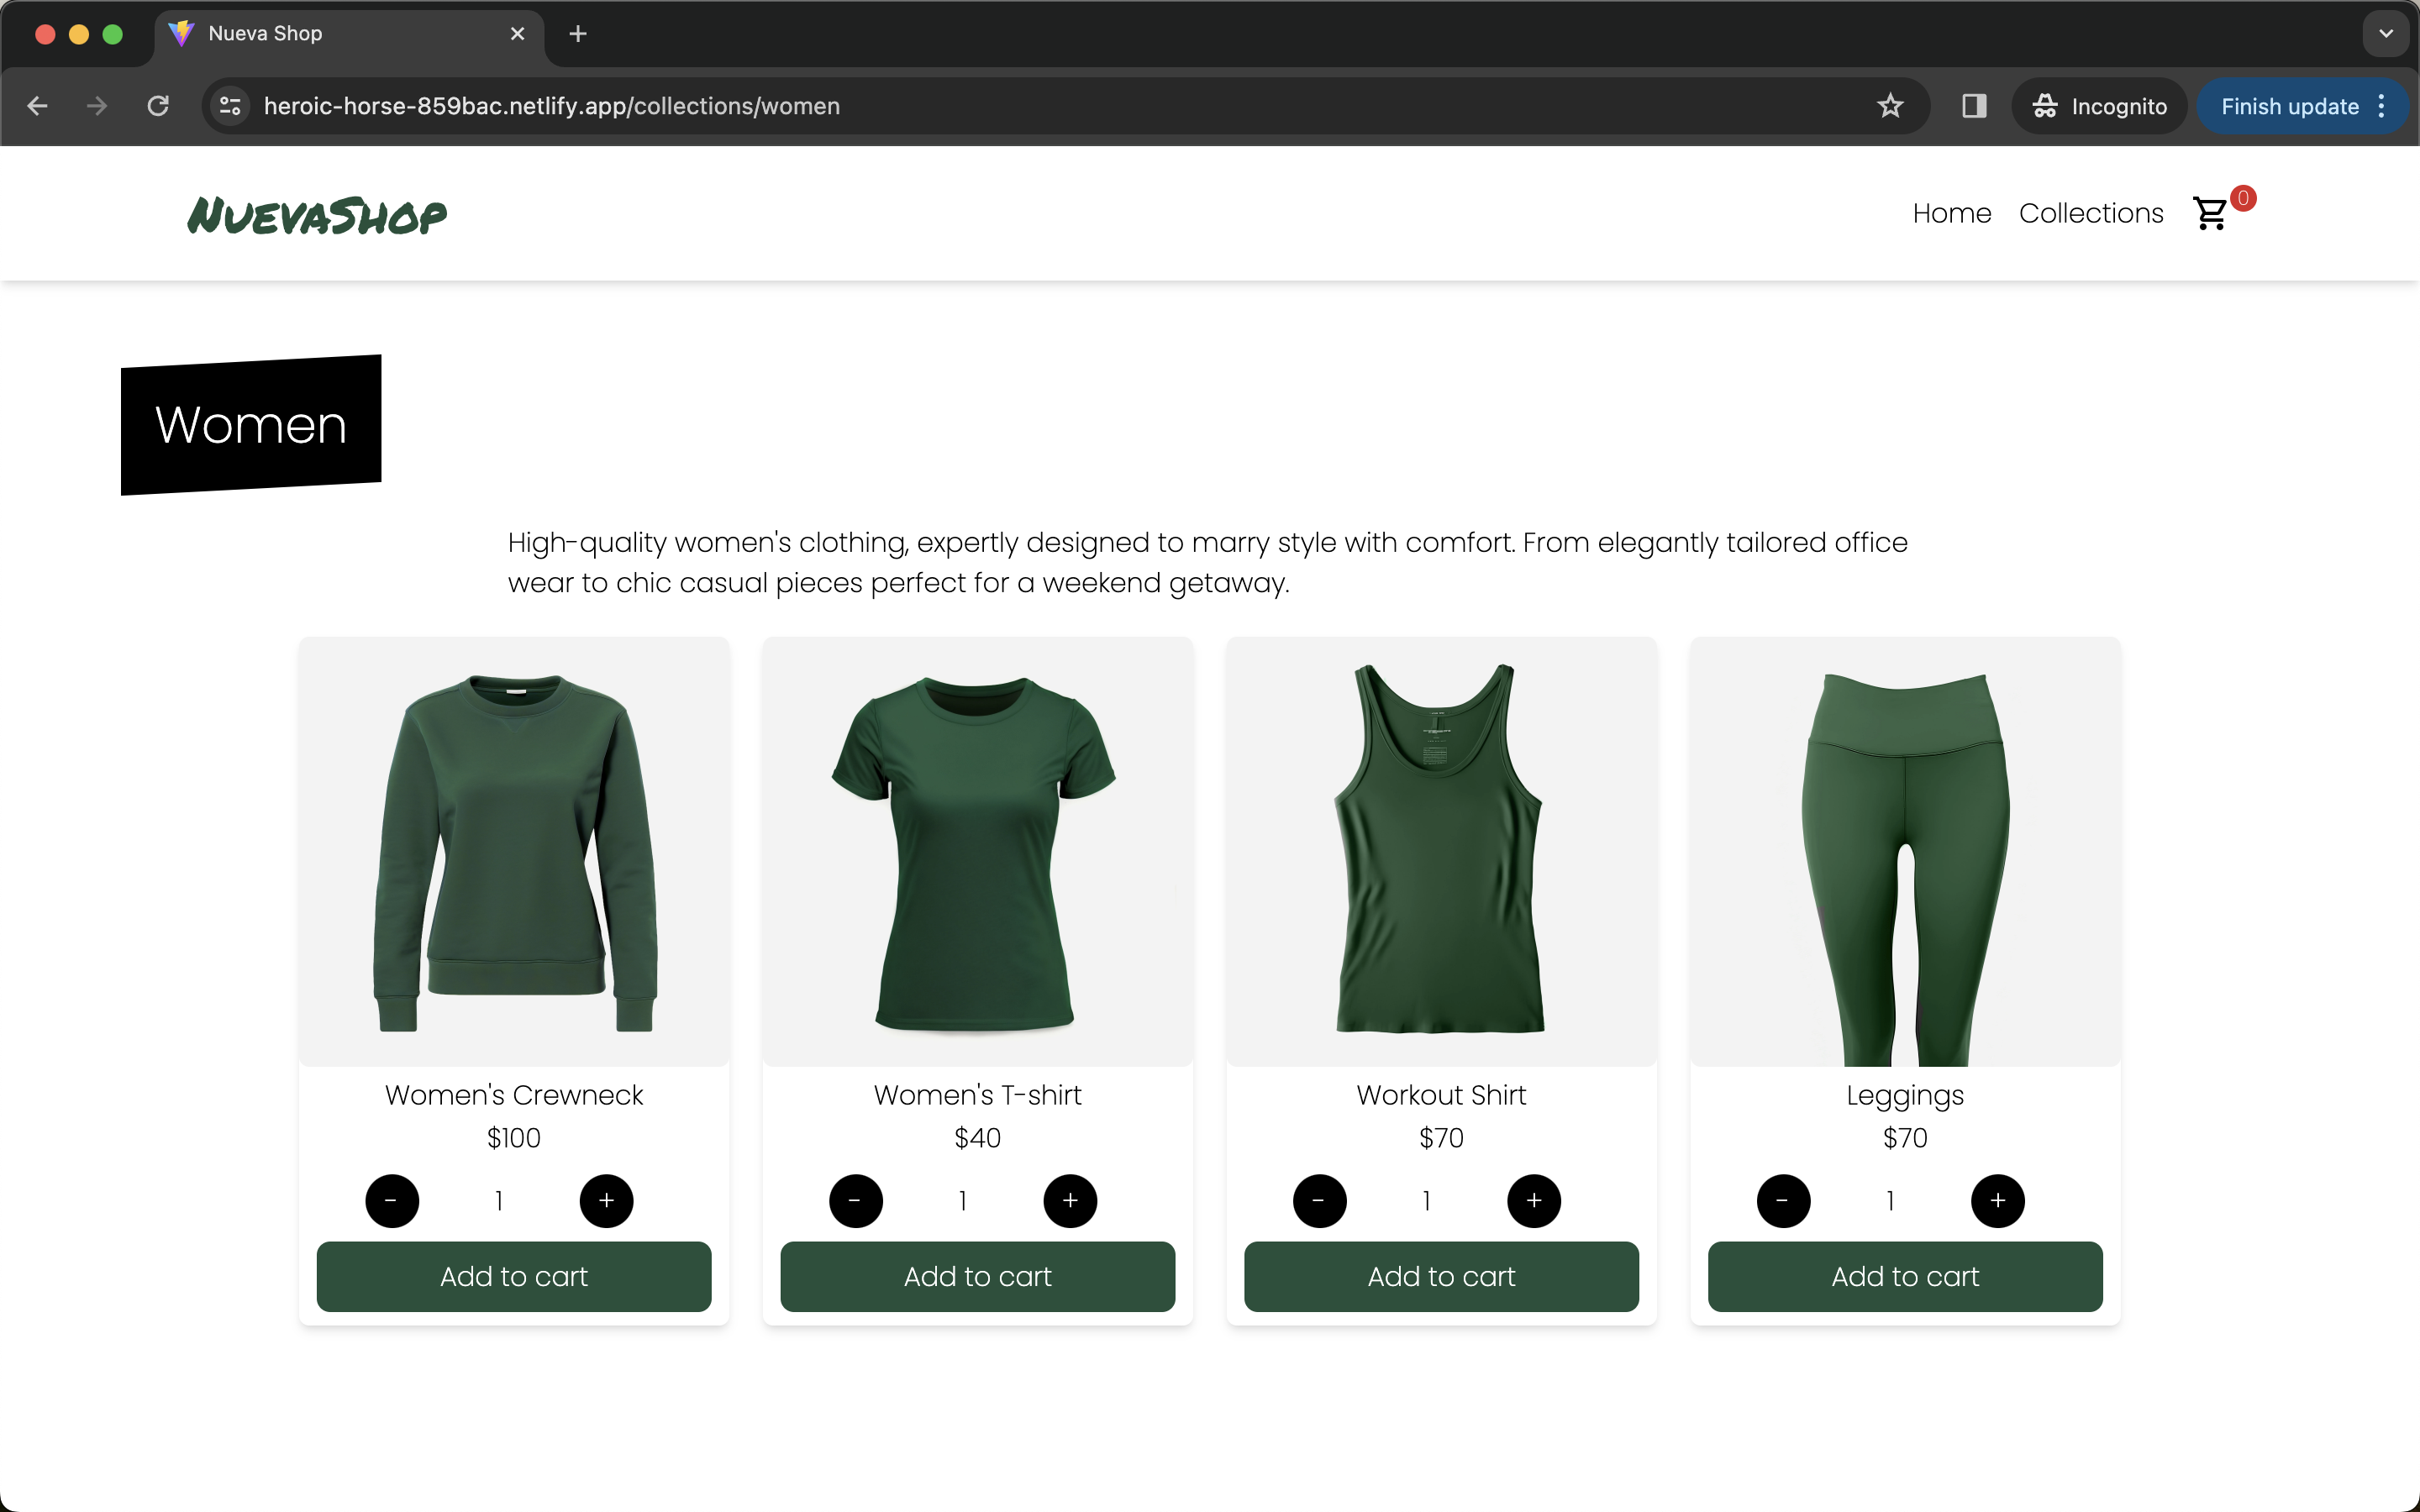 Nueva Shop
heroic-horse-859bac.netlify.app/collections/women
Incognito
Finish update
NUEVASHOP
Home
Collections
0
Women
High-quality women's clothing, expertly designed to marry style with comfort. From elegantly tailored office
wear to chic casual pieces perfect for a weekend getaway.
Women's Crewneck
$100
- 1 +
Add to cart
Women's T-shirt
$40
- 1 +
Add to cart
Workout Shirt
$70
- 1 +
Add to cart
Leggings
$70
- 1 +
Add to cart